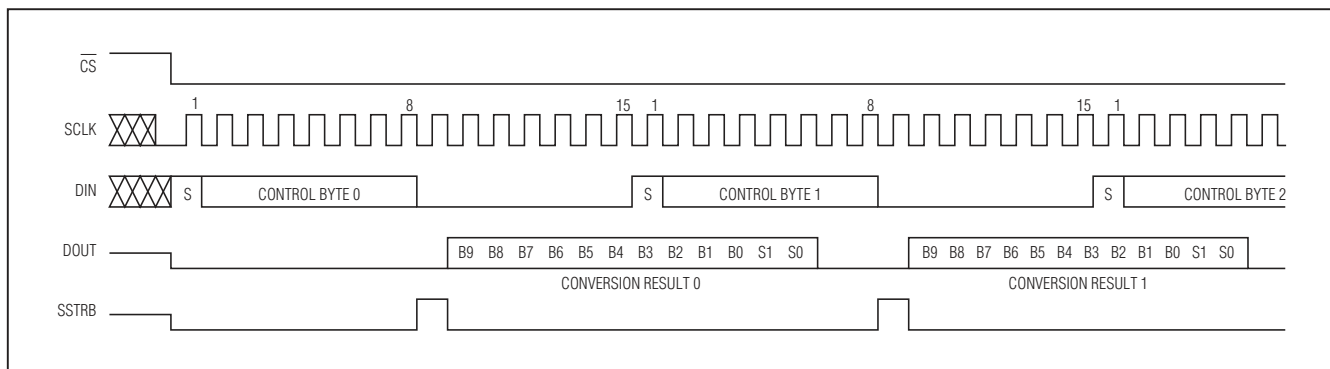 CS
1 8 15 1 8 15 1
SCLK
DIN S CONTROL BYTE 0 S CONTROL BYTE 1 S CONTROL BYTE 2
DOUT B9 B8 B7 B6 B5 B4 B3 B2 B1 B0 S1 S0 B9 B8 B7 B6 B5 B4 B3 B2 B1 B0 S1 S0
CONVERSION RESULT 0 CONVERSION RESULT 1
SSTRB